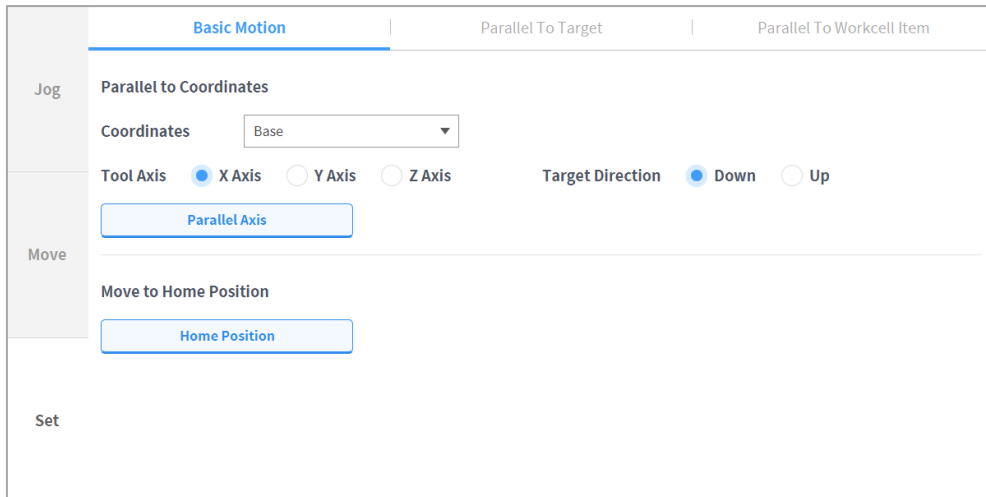 Basic Motion
Parallel To Target
Parallel To Workcell Item
Jog
Parallel to Coordinates
Coordinates Base
Tool Axis X Axis Y Axis Z Axis Target Direction Down Up
Parallel Axis
Move
Move to Home Position
Home Position
Set